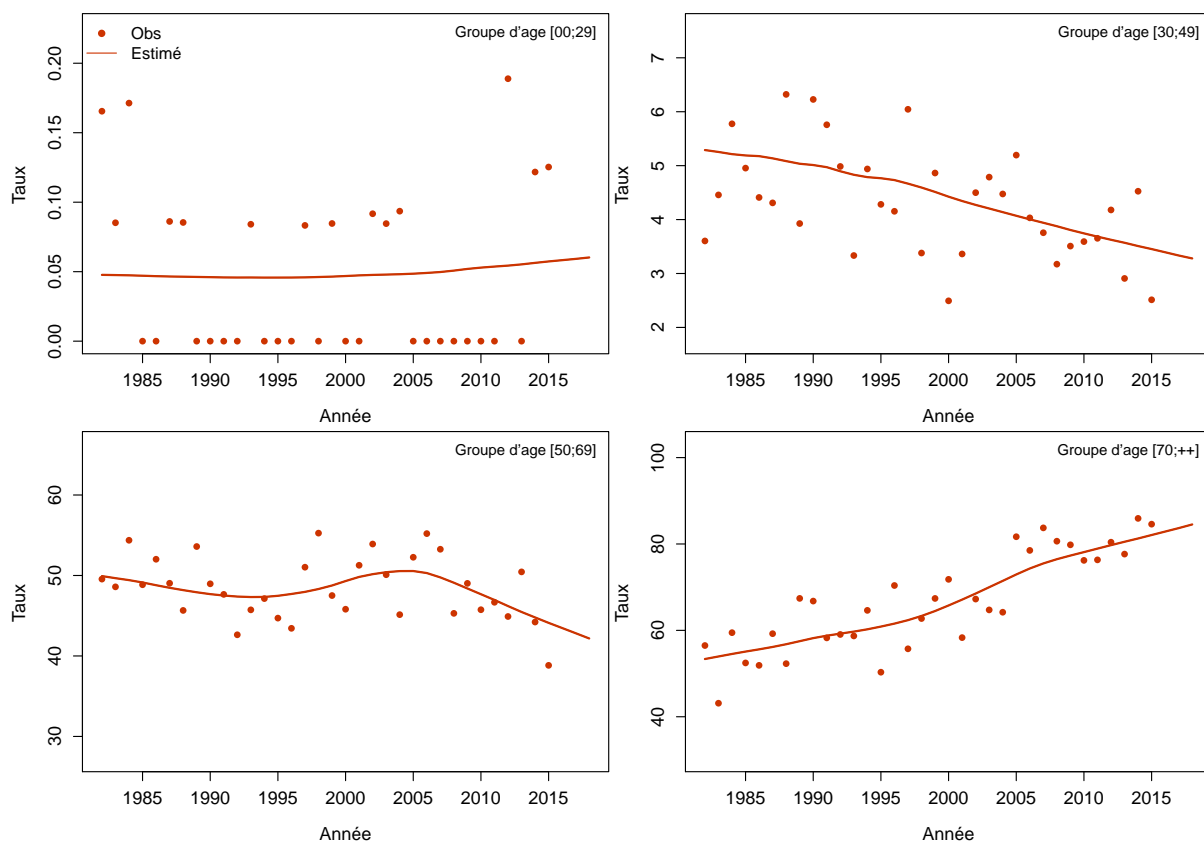 Obs
Estimé
Groupe d'age [00;29]
Taux
0.00
0.05
0.10
0.15
0.20
1985 1990 1995 2000 2005 2010 2015
Année
Groupe d'age [30;49]
Taux
2
3
4
5
6
7
1985 1990 1995 2000 2005 2010 2015
Année
Groupe d'age [50;69]
Taux
30
40
50
60
1985 1990 1995 2000 2005 2010 2015
Année
Groupe d'age [70;++]
Taux
40
60
80
100
1985 1990 1995 2000 2005 2010 2015
Année